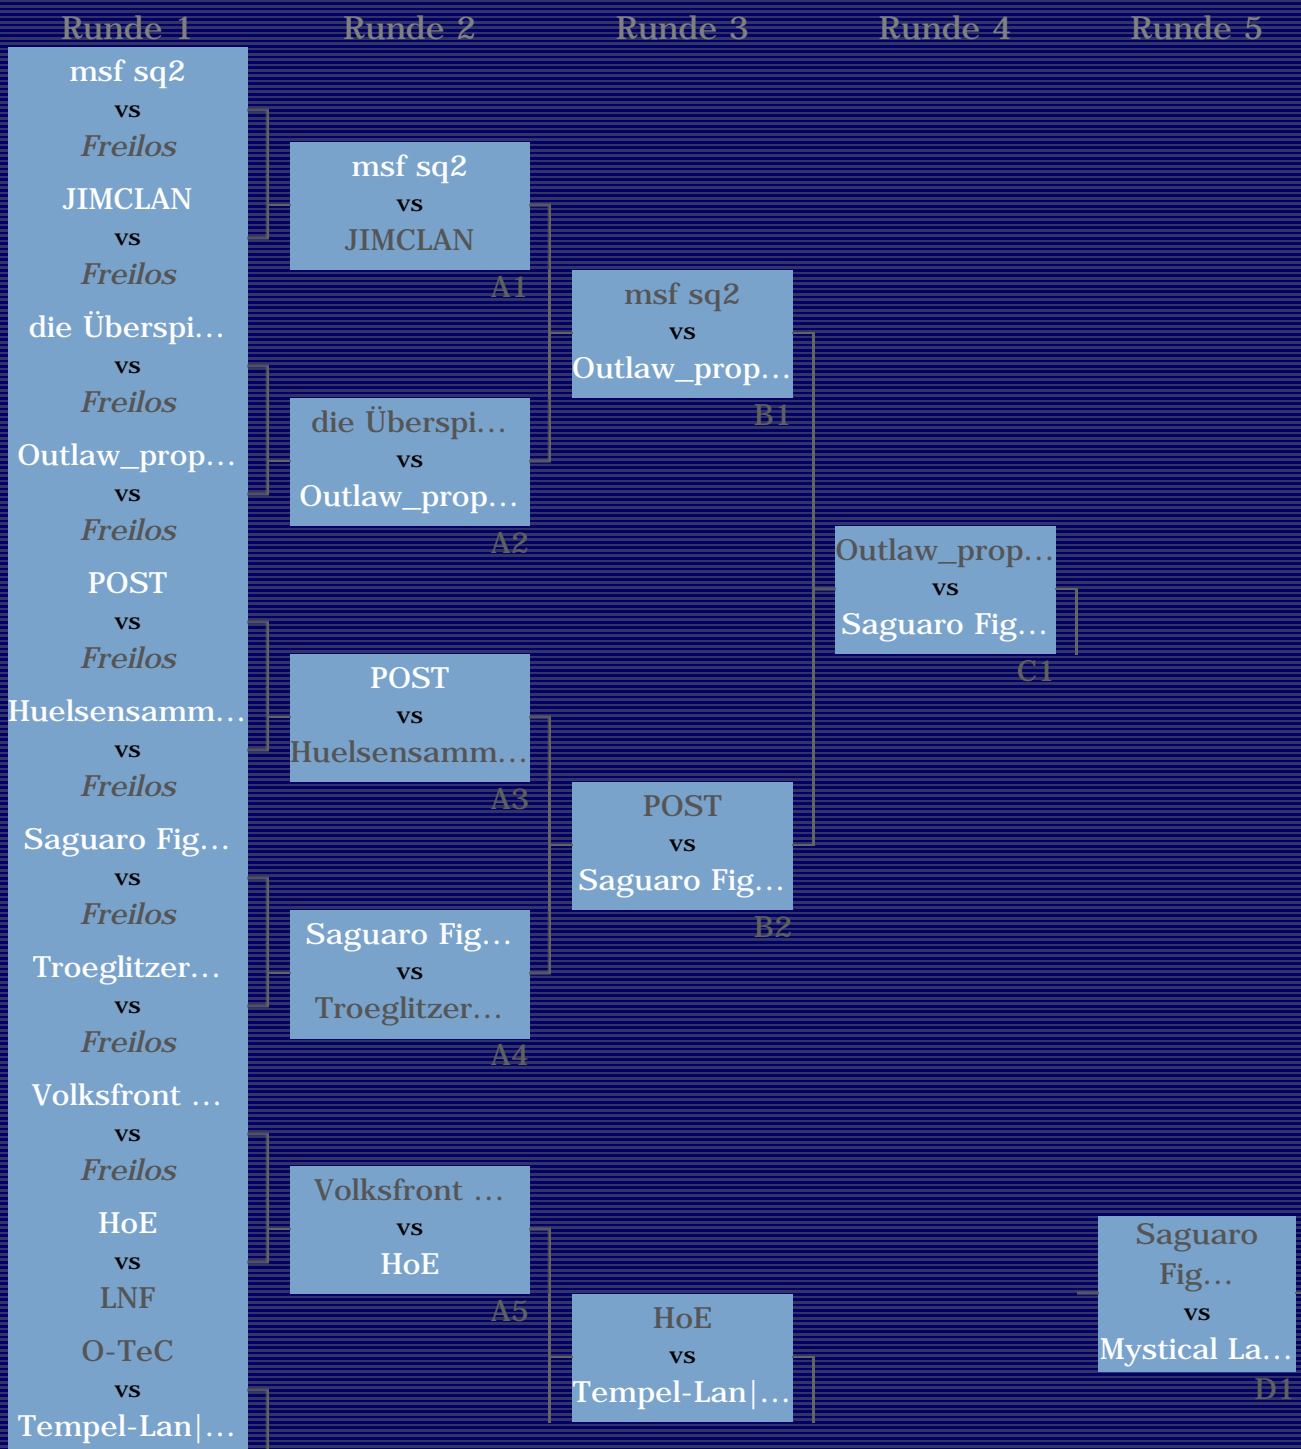 Runde 1 Runde 2 Runde 3 Runde 4 Runde 5
msf sq2
vs
Freilos
JIMCLAN
vs
Freilos
die Überspi...
vs
Freilos
Outlaw_prop...
vs
Freilos
POST
vs
Freilos
Huelsensamm...
vs
Freilos
Saguaro Fig...
vs
Freilos
Troeglitzer...
vs
Freilos
Volksfront ...
vs
Freilos
HoE
vs
LNF
O-TeC
vs
Tempel-Lan|...
msf sq2
vs
JIMCLAN
A1
die Überspi...
vs
Outlaw_prop...
A2
POST
vs
Huelsensamm...
A3
Saguaro Fig...
vs
Troeglitzer...
A4
Volksfront ...
vs
HoE
A5
msf sq2
vs
Outlaw_prop...
B1
POST
vs
Saguaro Fig...
B2
HoE
vs
Tempel-Lan|...
Outlaw_prop...
vs
Saguaro Fig...
C1
Saguaro
Fig...
vs
Mystical La...
D1